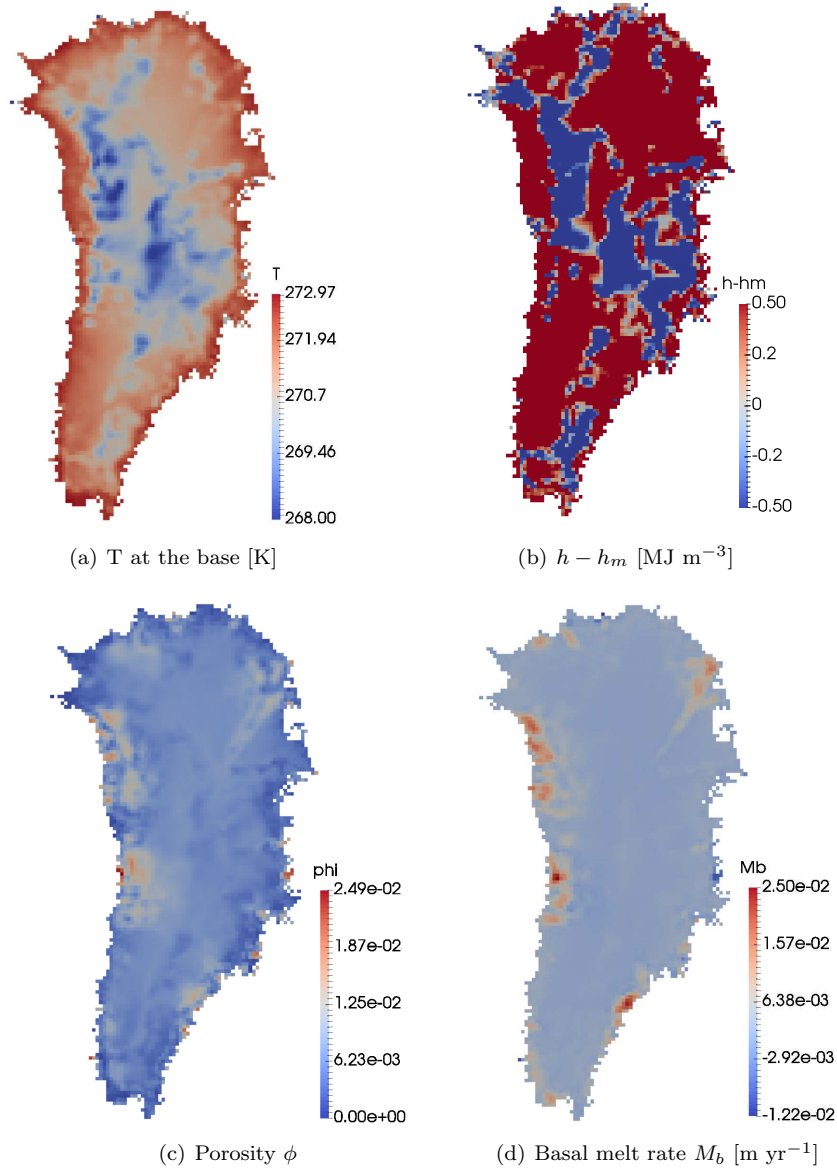 T
272.97
271.94
270.7
269.46
268.00
(a) T at the base [K]
h-hm
0.50
0.2
0
-0.2
-0.50
(b) h − hₘ [MJ m⁻³]
phi
2.49e-02
1.87e-02
1.25e-02
6.23e-03
0.00e+00
(c) Porosity ϕ
Mb
2.50e-02
1.57e-02
6.38e-03
-2.92e-03
-1.22e-02
(d) Basal melt rate M_b [m yr⁻¹]